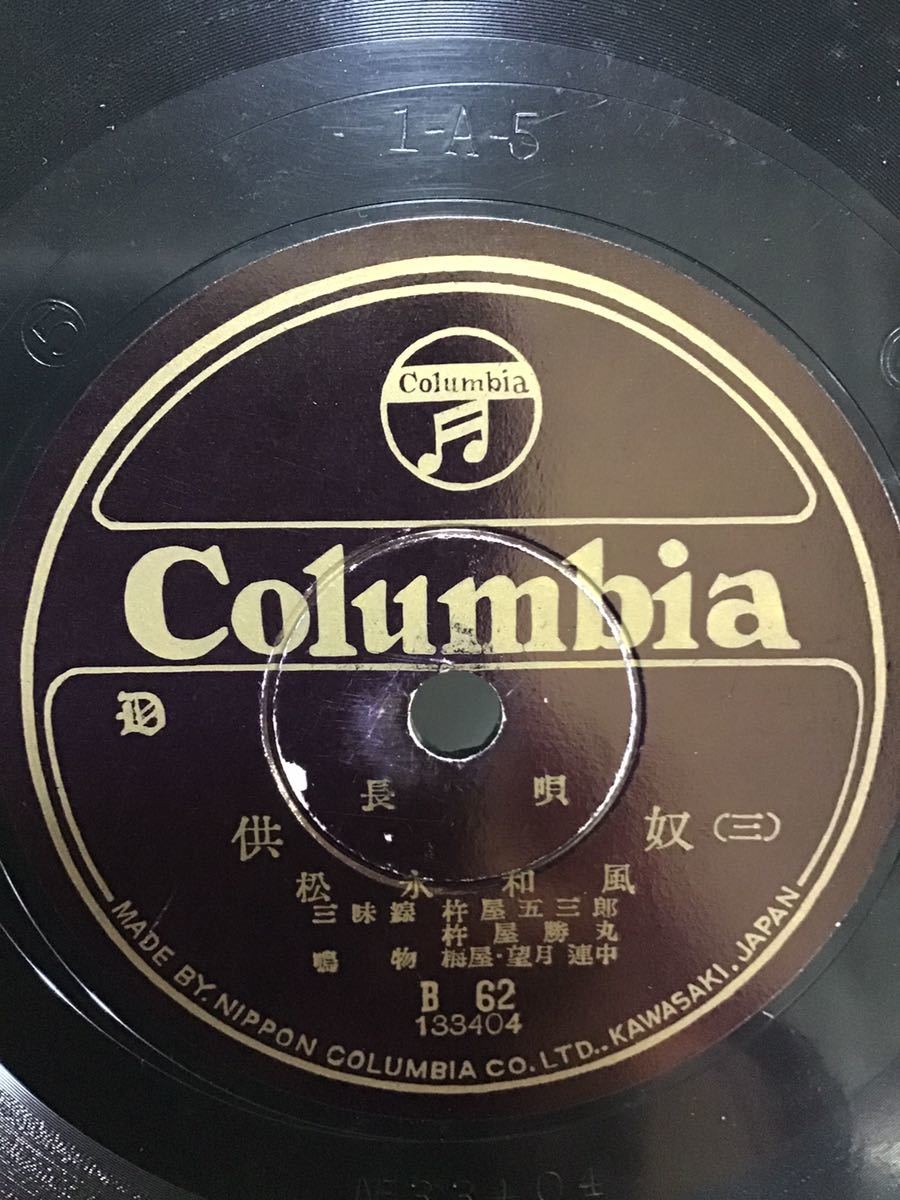 1-A-5
5
Columbia
Columbia
D
長唄
供奴(三)
松永和風
三味線 杵屋五三郎
杵屋勝丸
鳴物 梅屋・望月連中
B 62
133404
MADE BY. NIPPON COLUMBIA CO. LTD., KAWASAKI, JAPAN